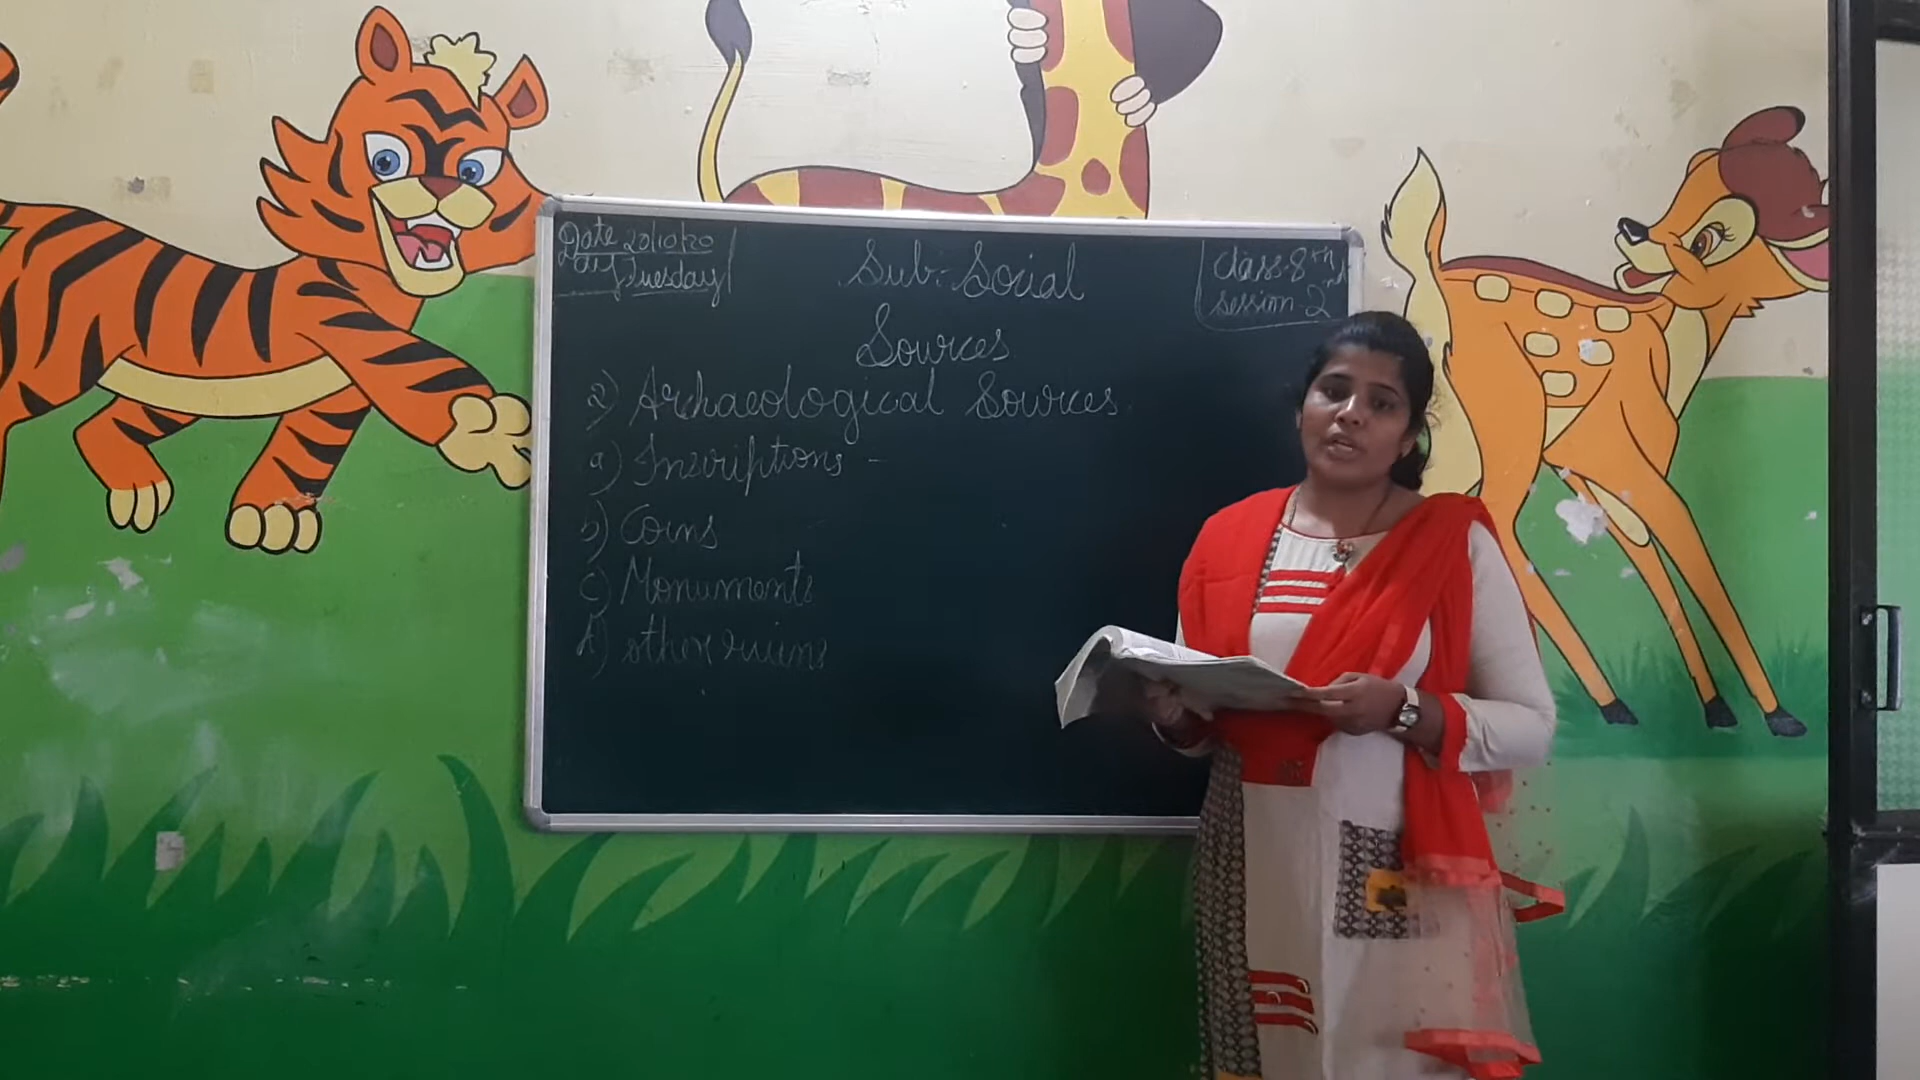 Date 20/10/20
Day Tuesday
Sub:- Social
Class-8th
Session-2nd
Sources
2) Archaeological Sources
a) Inscriptions -
b) Coins
c) Monuments
d) other ruins